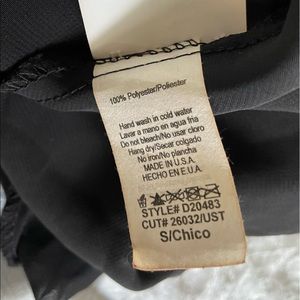 100% Polyester/Poliester
Hand wash in cold water
Lavar a mano en agua fria
Do not bleach/No usar cloro
Hang dry/Secar colgado
No iron/No plancha
MADE IN U.S.A.
HECHO EN E.U.A.
STYLE# D20483
CUT# 26032/UST
S/Chico